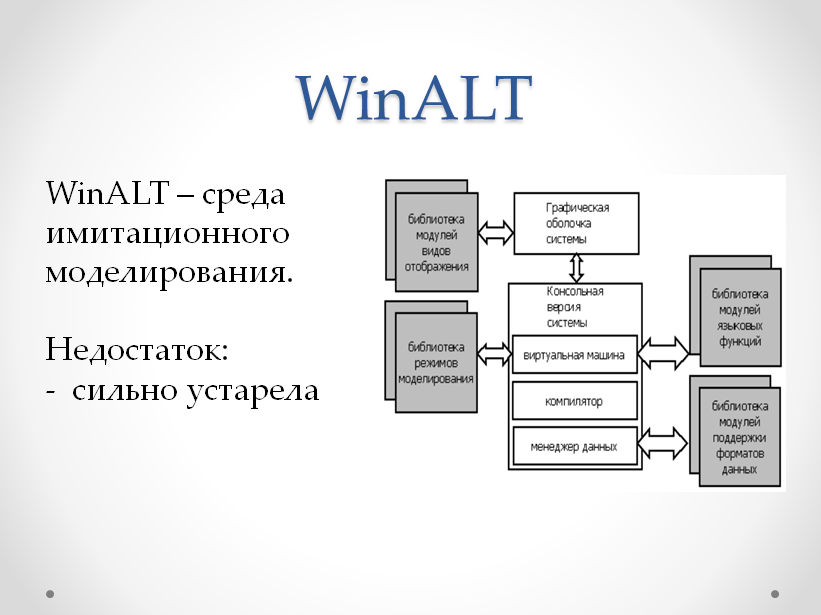 WinALT
WinALT – среда
имитационного
моделирования.
Недостаток:
- сильно устарела
библиотека
модулей
видов
отображения
Графическая
оболочка
системы
библиотека
режимов
моделирования
Консольная
версия
системы
виртуальная машина
компилятор
менеджер данных
библиотека
модулей
языковых
функций
библиотека
модулей
поддержки
форматов
данных